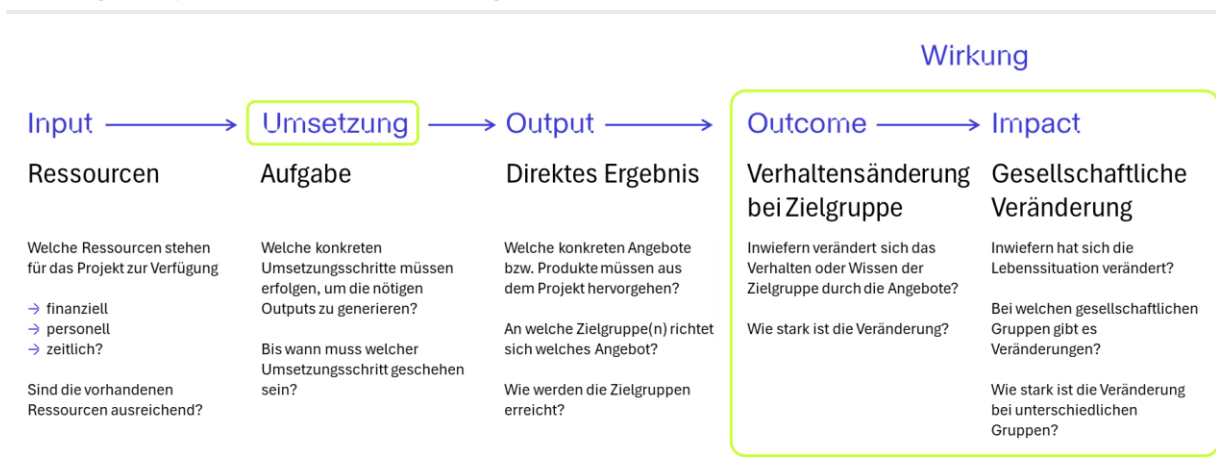 Wirkung
Input
Umsetzung
Output
Outcome
Impact
Ressourcen
Welche Ressourcen stehen
für das Projekt zur Verfügung
→ finanziell
→ personell
→ zeitlich?
Sind die vorhandenen
Ressourcen ausreichend?
Aufgabe
Welche konkreten
Umsetzungsschritte müssen
erfolgen, um die nötigen
Outputs zu generieren?
Bis wann muss welcher
Umsetzungsschritt geschehen
sein?
Direktes Ergebnis
Welche konkreten Angebote
bzw. Produkte müssen aus
dem Projekt hervorgehen?
An welche Zielgruppe(n) richtet
sich welches Angebot?
Wie werden die Zielgruppen
erreicht?
Verhaltensänderung
bei Zielgruppe
Inwiefern verändert sich das
Verhalten oder Wissen der
Zielgruppe durch die Angebote?
Wie stark ist die Veränderung?
Gesellschaftliche
Veränderung
Inwiefern hat sich die
Lebenssituation verändert?
Bei welchen gesellschaftlichen
Gruppen gibt es
Veränderungen?
Wie stark ist die Veränderung
bei unterschiedlichen
Gruppen?